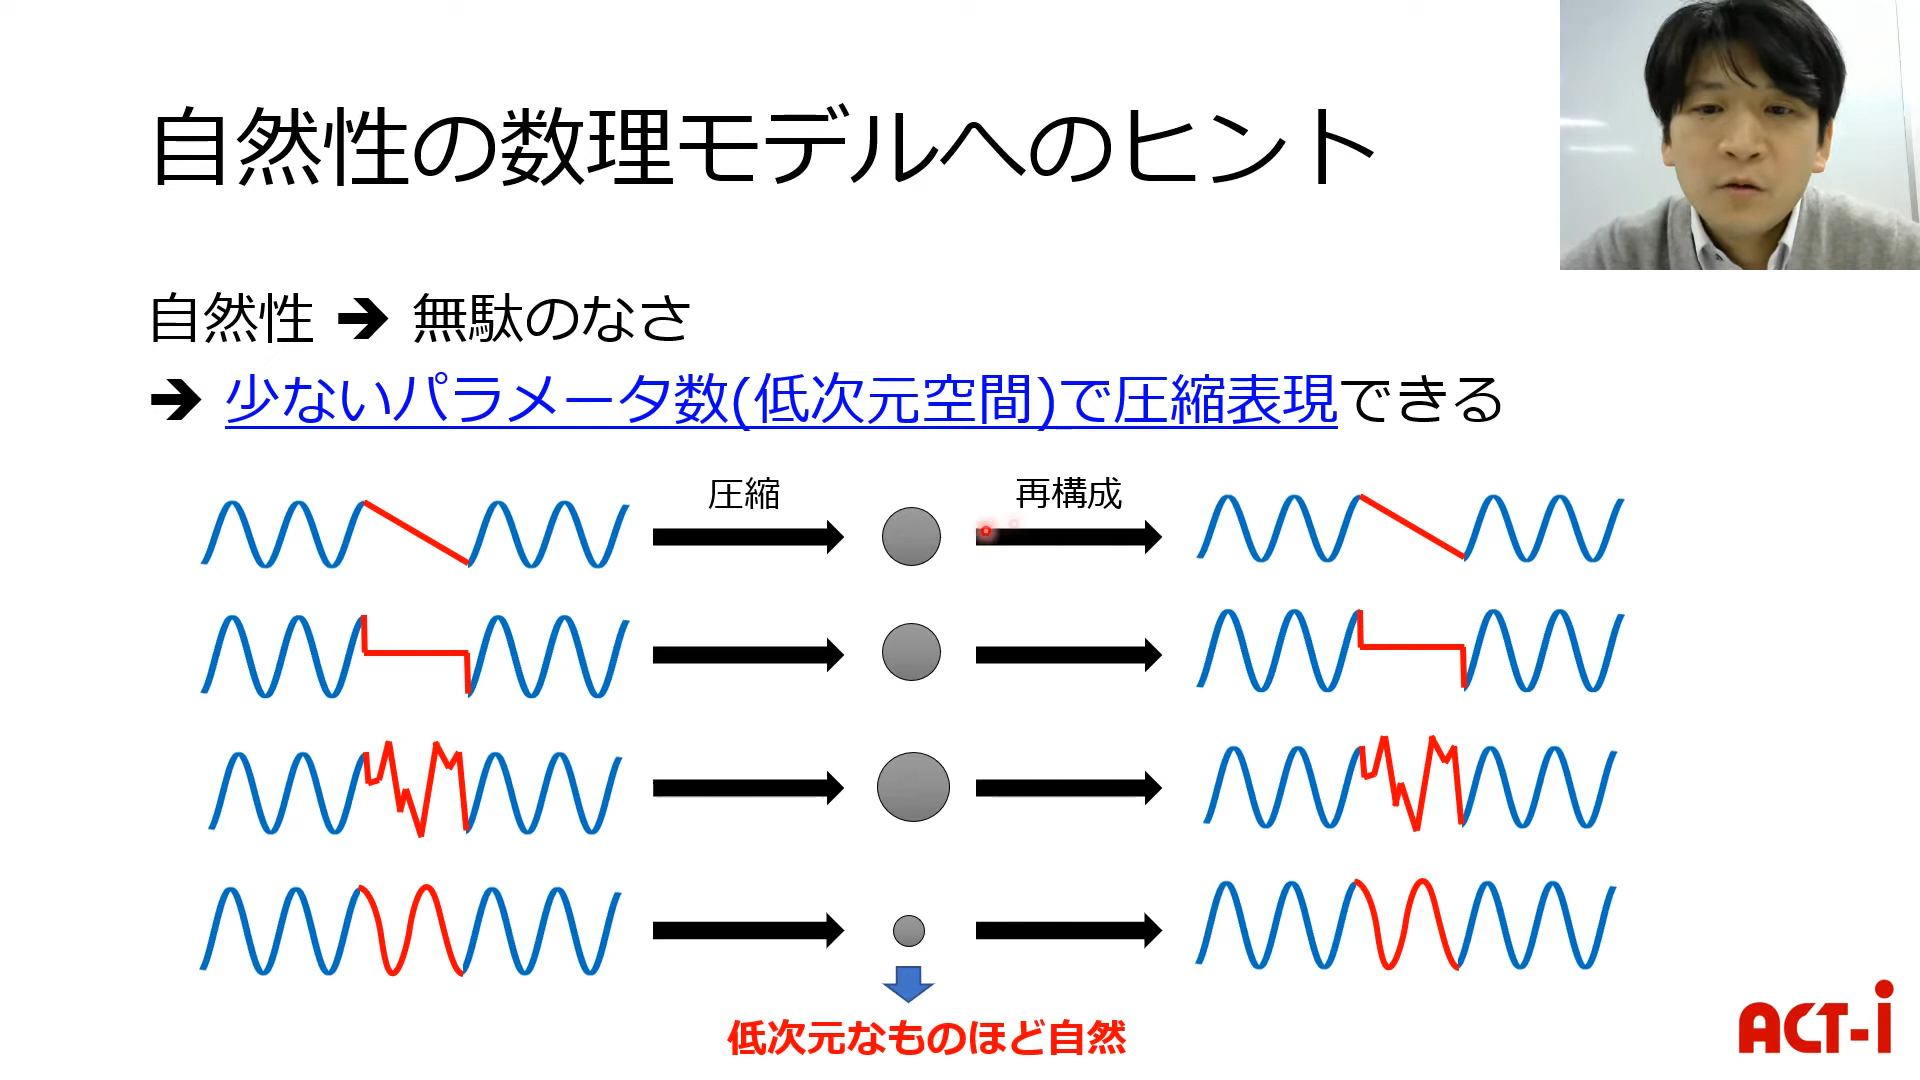 自然性の数理モデルへのヒント
自然性 ➔ 無駄のなさ
➔ 少ないパラメータ数(低次元空間)で圧縮表現できる
圧縮
再構成
低次元なものほど自然
ACT-i